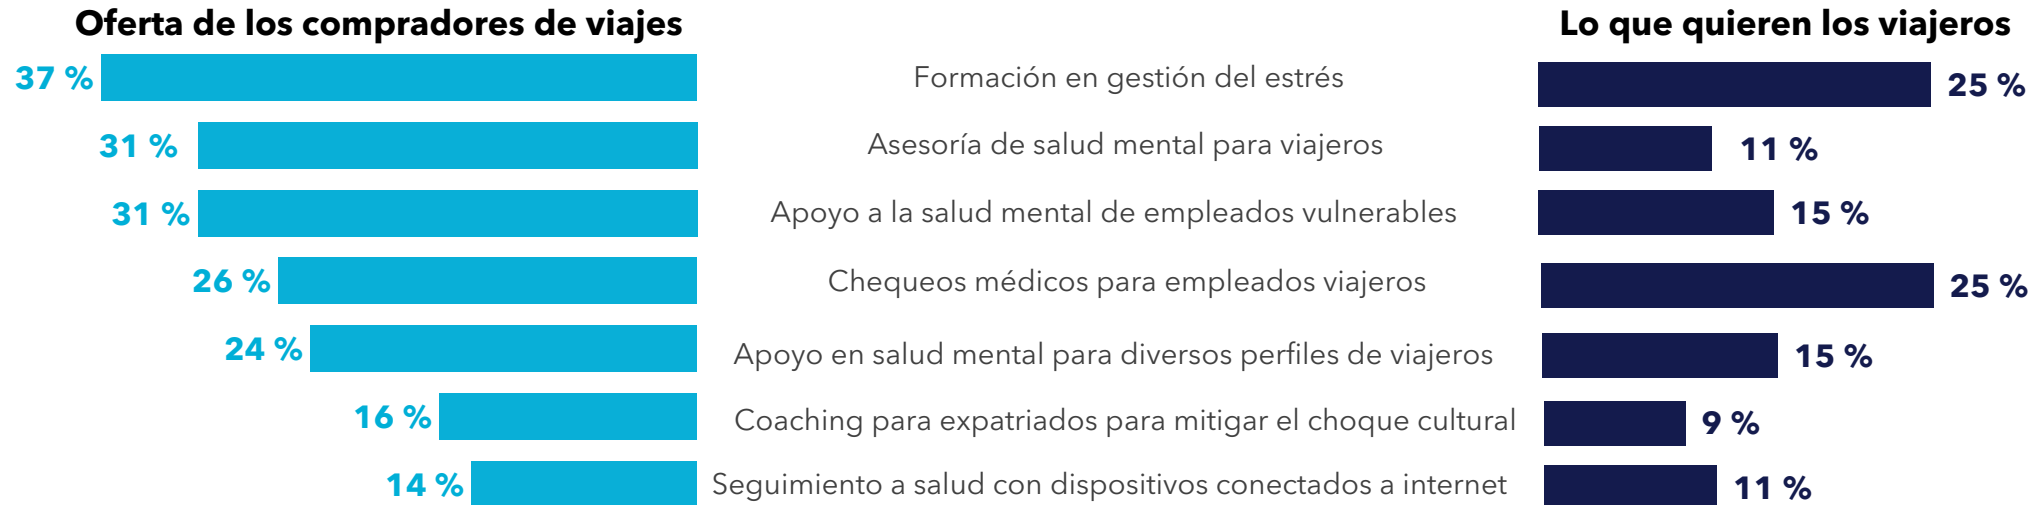 Oferta de los compradores de viajes Lo que quieren los viajeros
37 % Formación en gestión del estrés 25 %
31 % Asesoría de salud mental para viajeros 11 %
31 % Apoyo a la salud mental de empleados vulnerables 15 %
26 % Chequeos médicos para empleados viajeros 25 %
24 % Apoyo en salud mental para diversos perfiles de viajeros 15 %
16 % Coaching para expatriados para mitigar el choque cultural 9 %
14 % Seguimiento a salud con dispositivos conectados a internet 11 %